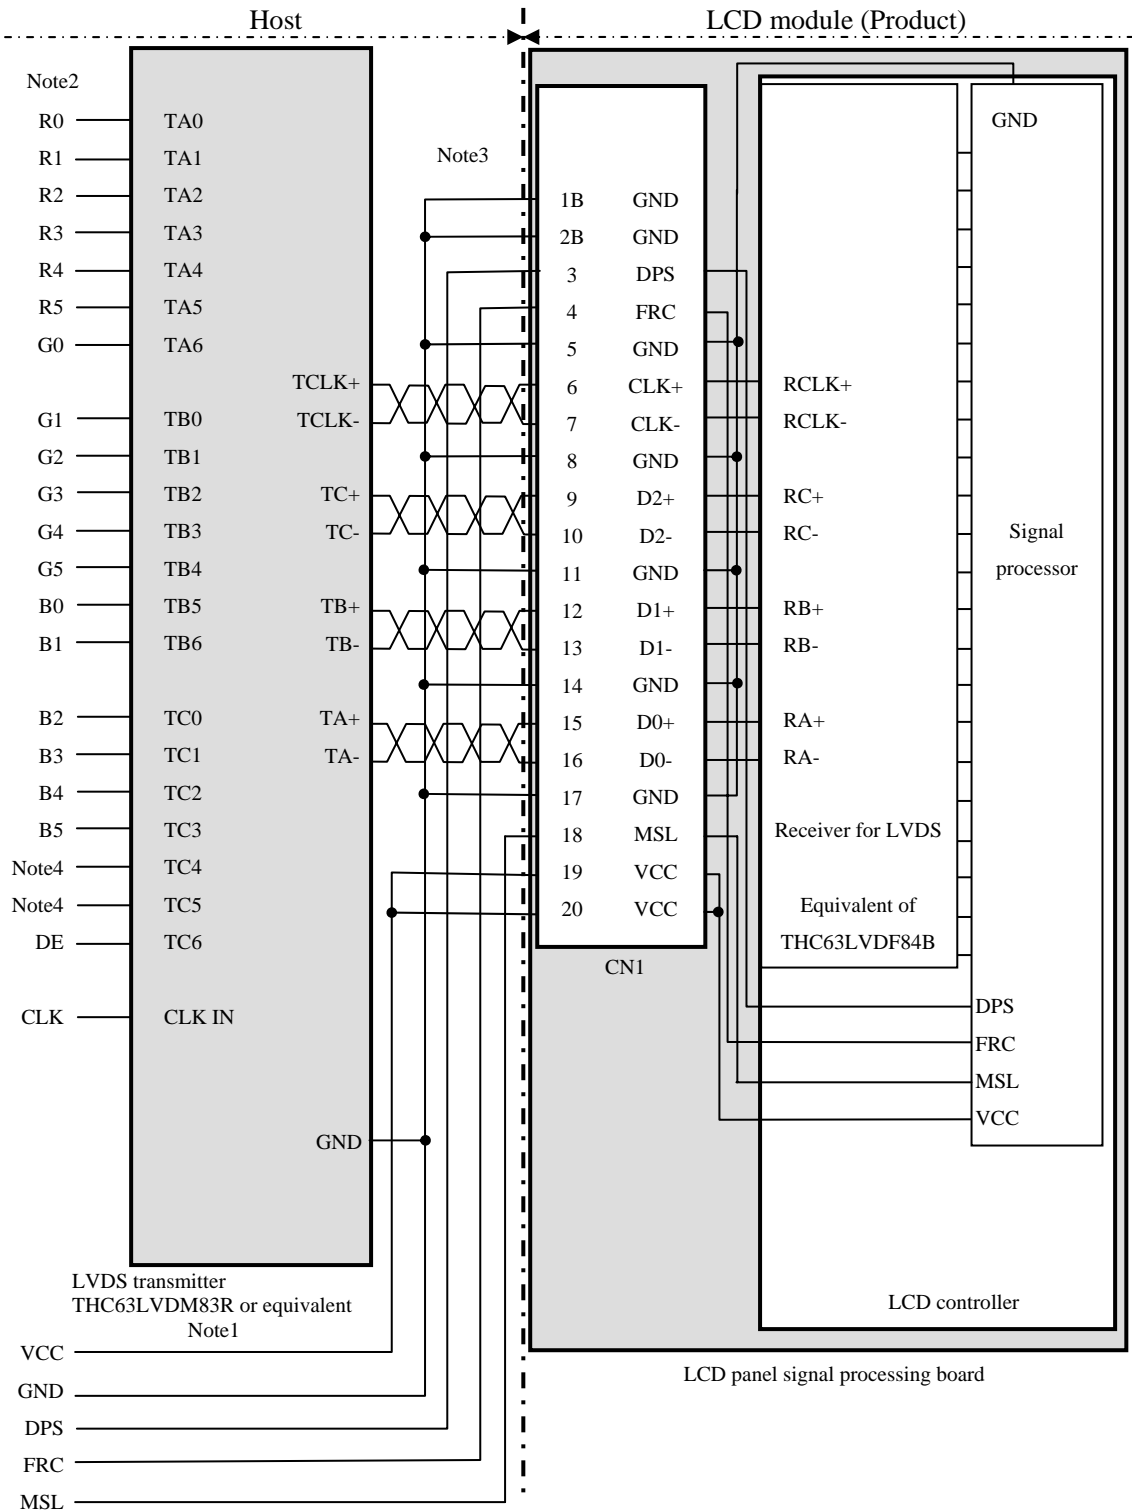 Host
LCD module (Product)
Note2
R0 TA0
R1 TA1
R2 TA2
R3 TA3
R4 TA4
R5 TA5
G0 TA6
G1 TB0
G2 TB1
G3 TB2
G4 TB3
G5 TB4
B0 TB5
B1 TB6
B2 TC0
B3 TC1
B4 TC2
B5 TC3
Note4 TC4
Note4 TC5
DE TC6
CLK CLK IN
TCLK+
TCLK-
TC+
TC-
TB+
TB-
TA+
TA-
GND
LVDS transmitter
THC63LVDM83R or equivalent
Note1
VCC
GND
DPS
FRC
MSL
Note3
1B GND
2B GND
3 DPS
4 FRC
5 GND
6 CLK+
7 CLK-
8 GND
9 D2+
10 D2-
11 GND
12 D1+
13 D1-
14 GND
15 D0+
16 D0-
17 GND
18 MSL
19 VCC
20 VCC
CN1
RCLK+
RCLK-
RC+
RC-
RB+
RB-
RA+
RA-
Receiver for LVDS
Equivalent of
THC63LVDF84B
GND
Signal
processor
DPS
FRC
MSL
VCC
LCD controller
LCD panel signal processing board